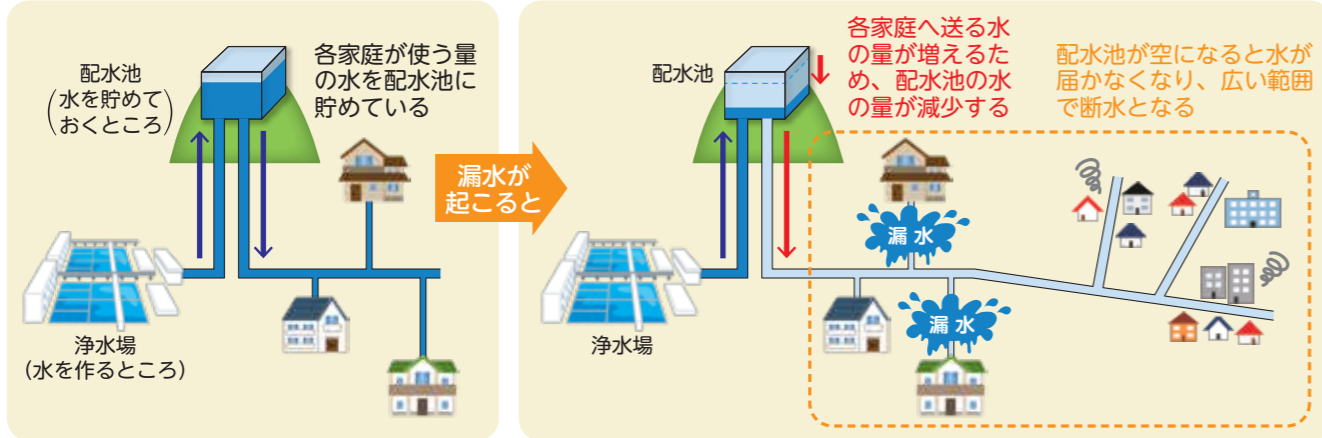 配水池
(水を貯めて
おくところ)
各家庭が使う量
の水を配水池に
貯めている
浄水場
(水を作るところ)
漏水が
起こると
配水池
各家庭へ送る水
の量が増えるた
め、配水池の水
の量が減少する
配水池が空になると水が
届かなくなり、広い範囲
で断水となる
漏水
漏水
浄水場